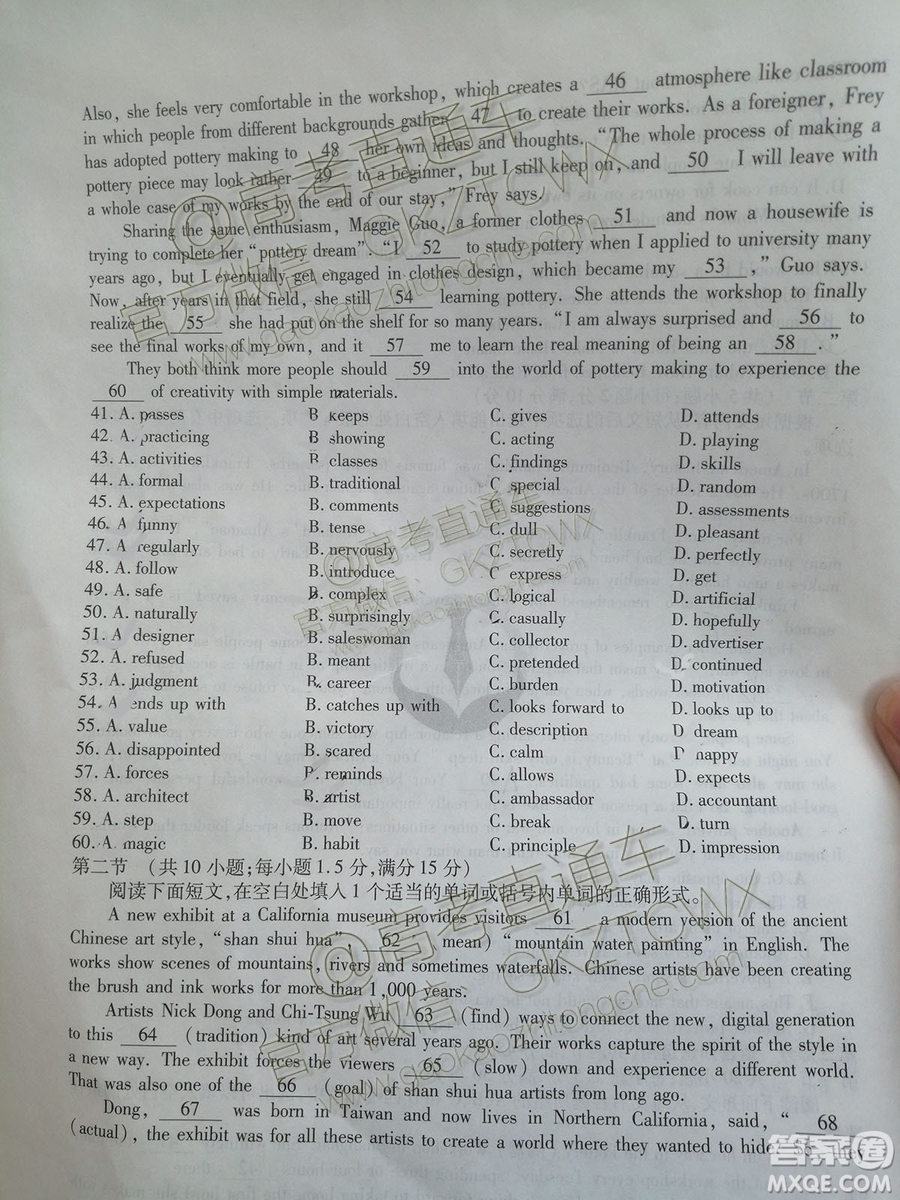 Also, she feels very comfortable in the workshop, which creates a 46 atmosphere like classroom
in which people from different backgrounds gather 47 to create their works. As a foreigner, Frey
has adopted pottery making to 48 her own ideas and thoughts. "The whole process of making a
pottery piece may look rather 49 to a beginner, but I still keep on, and 50 I will leave with
a whole case of my works by the end of our stay," Frey says.
Sharing the same enthusiasm, Maggie Guo, a former clothes 51 and now a housewife is
trying to complete her "pottery dream". "I 52 to study pottery when I applied to university many
years ago, but I eventually get engaged in clothes design, which became my 53 ," Guo says.
Now, after years in that field, she still 54 learning pottery. She attends the workshop to finally
realize the 55 she had put on the shelf for so many years. "I am always surprised and 56 to
see the final works of my own, and it 57 me to learn the real meaning of being an 58 ."
They both think more people should 59 into the world of pottery making to experience the
60 of creativity with simple materials.
41. A. passes B. keeps C. gives D. attends
42. A. practicing B. showing C. acting D. playing
43. A. activities B. classes C. findings D. skills
44. A. formal B. traditional C. special D. random
45. A. expectations B. comments C. suggestions D. assessments
46. A. funny B. tense C. dull D. pleasant
47. A. regularly B. nervously C. secretly D. perfectly
48. A. follow B. introduce C. express D. get
49. A. safe B. complex C. logical D. artificial
50. A. naturally B. surprisingly C. casually D. hopefully
51. A. designer B. saleswoman C. collector D. advertiser
52. A. refused B. meant C. pretended D. continued
53. A. judgment B. career C. burden D. motivation
54. A. ends up with B. catches up with C. looks forward to D. looks up to
55. A. value B. victory C. description D. dream
56. A. disappointed B. scared C. calm D. happy
57. A. forces B. reminds C. allows D. expects
58. A. architect B. artist C. ambassador D. accountant
59. A. step B. move C. break D. turn
60. A. magic B. habit C. principle D. impression
第二节 (共10小题;每小题1.5分,满分15分)
阅读下面短文,在空白处填入1个适当的单词或括号内单词的正确形式。
A new exhibit at a California museum provides visitors 61 a modern version of the ancient
Chinese art style, "shan shui hua" 62 mean) "mountain water painting" in English. The
works show scenes of mountains, rivers and sometimes waterfalls. Chinese artists have been creating
the brush and ink works for more than 1,000 years.
Artists Nick Dong and Chi-Tsung Wu 63 (find) ways to connect the new, digital generation
to this 64 (tradition) kind of art several years ago. Their works capture the spirit of the style in
a new way. The exhibit forces the viewers 65 (slow) down and experience a different world.
That was also one of the 66 (goal) of shan shui hua artists from long ago.
Dong, 67 was born in Taiwan and now lives in Northern California, said, " 68
(actual), the exhibit was for all these artists to create a world where they wanted to hide.
@高考直通车
官方微信:GKZTCWX
www.gaokaozhitongche.com
@高考直通车
官方微信:GKZTCWX
www.gaokaozhitongche.com
@高考直通车
官方微信:GKZTCWX
www.gaokaozhitongche.com
答案圈
MXQE.COM